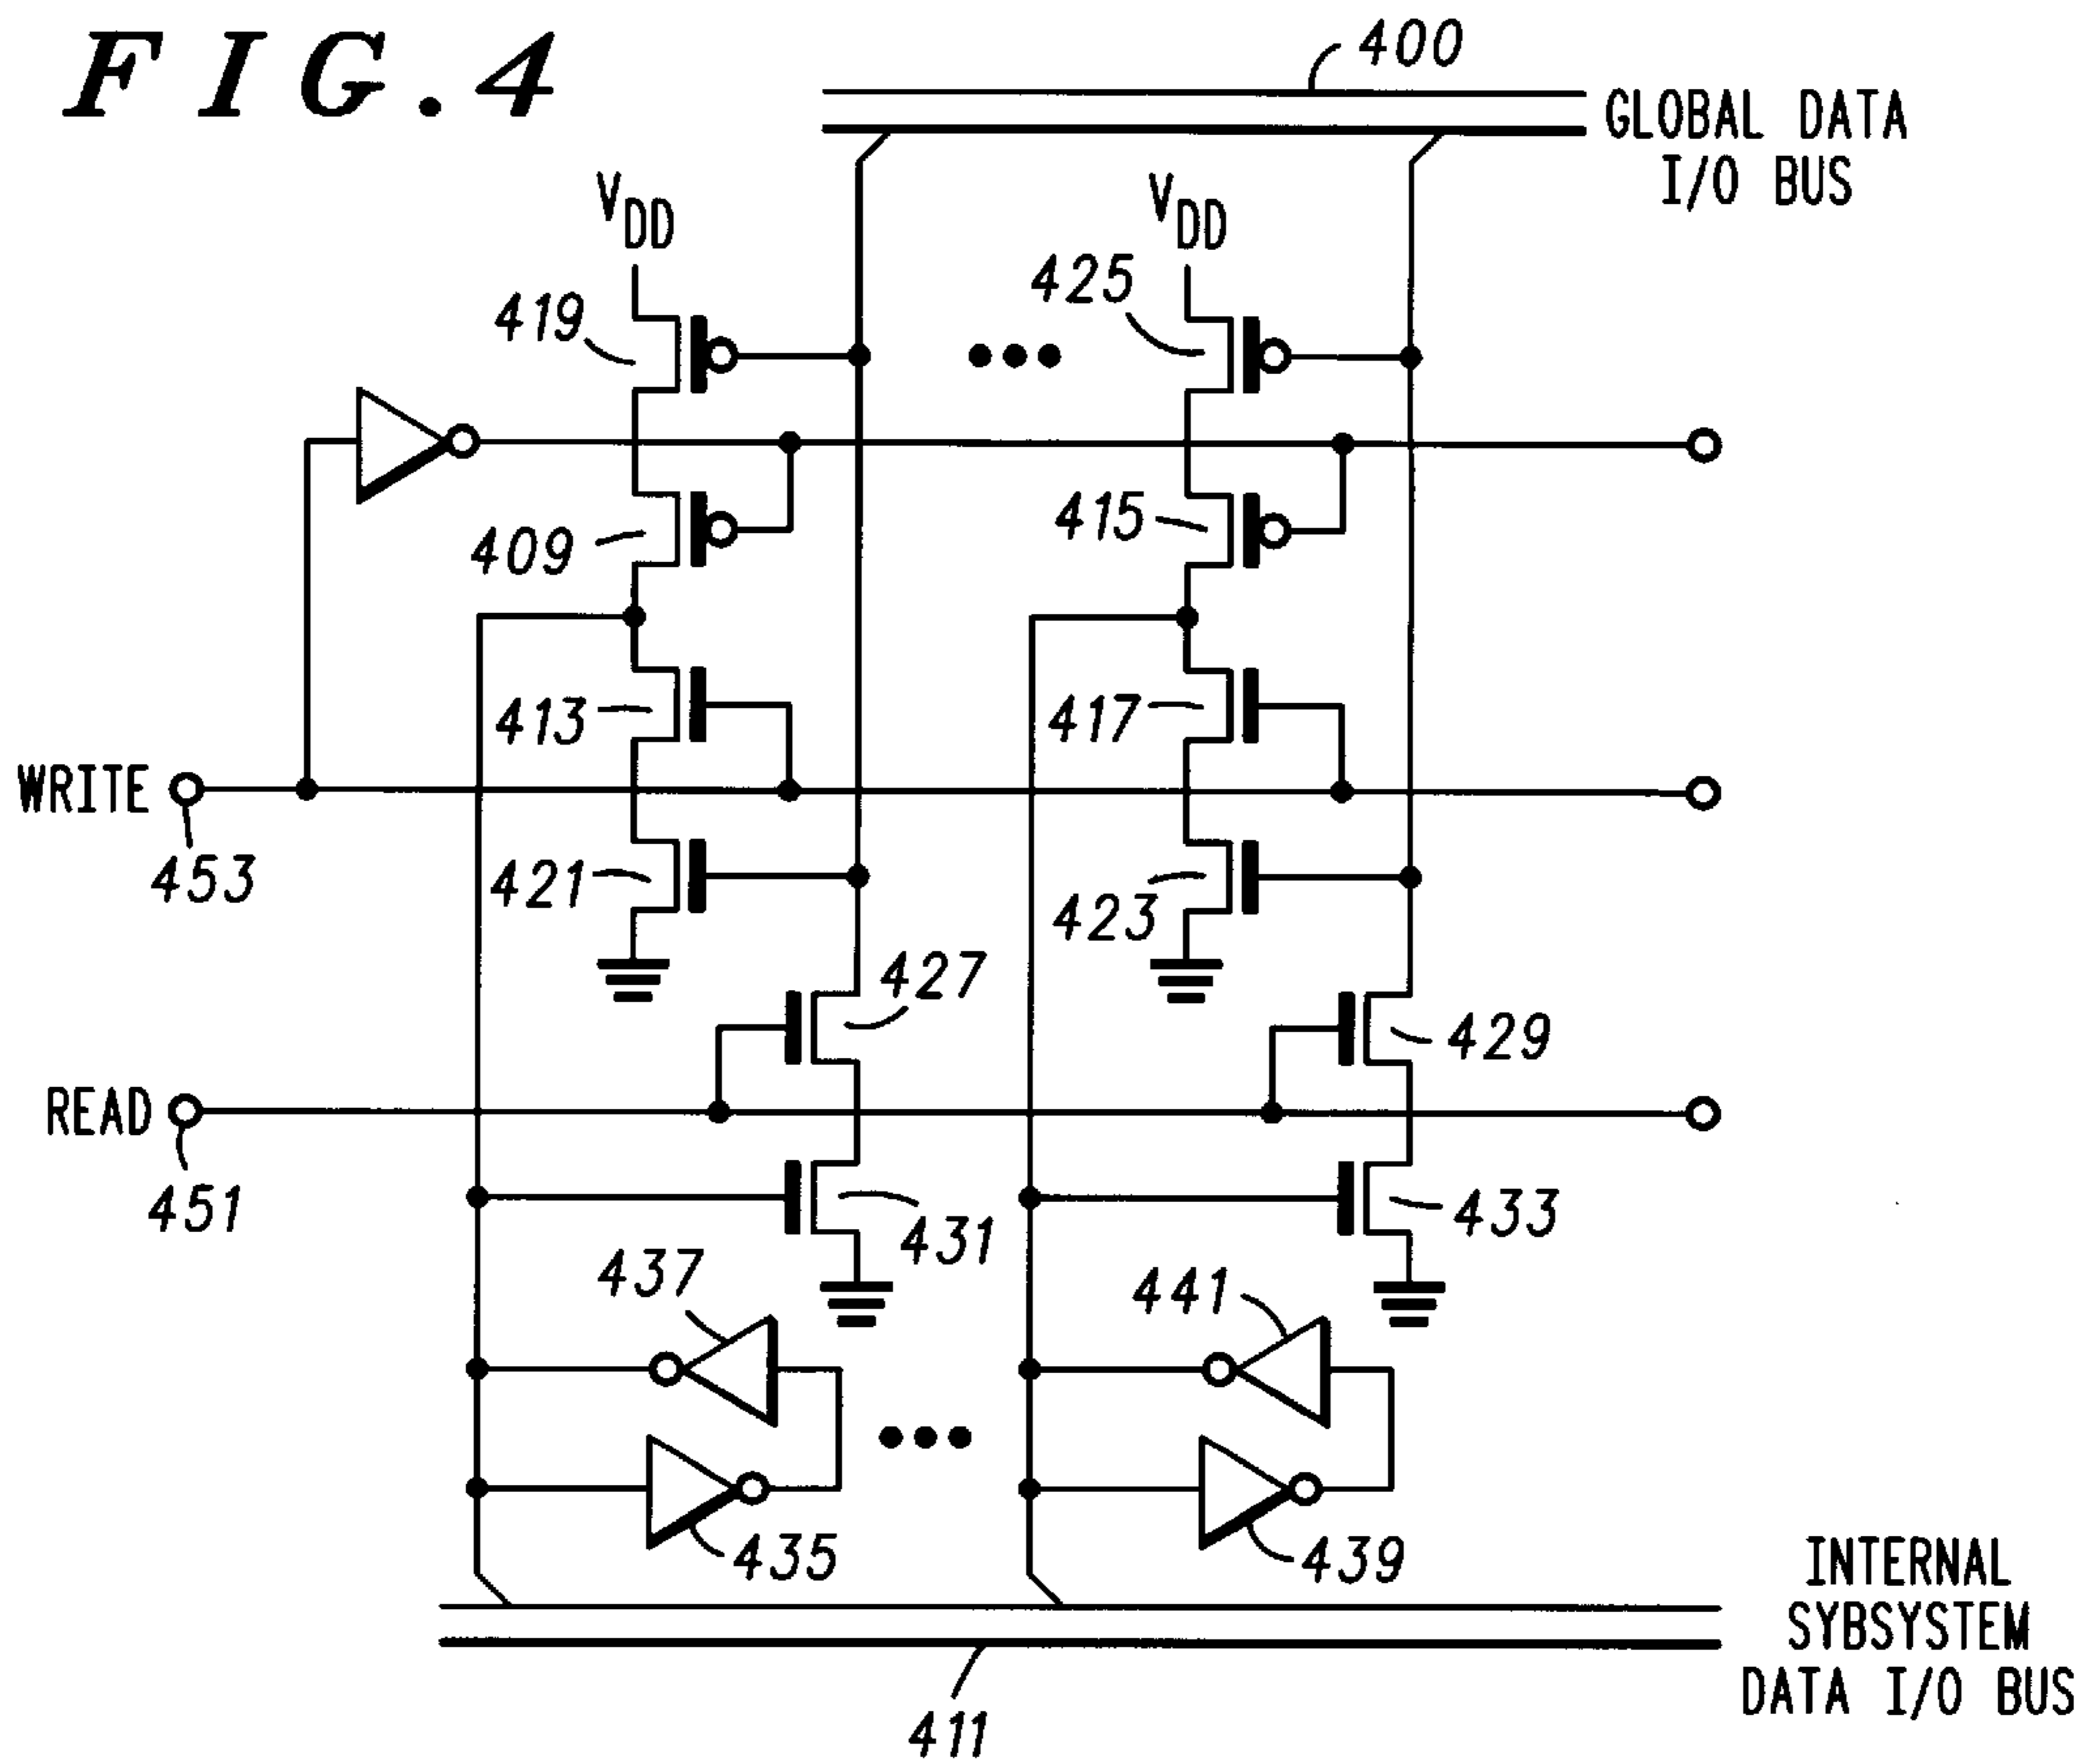 FIG.4
400
GLOBAL DATA
I/O BUS
VDD
VDD
419
425
409
415
413
417
WRITE
453
421
423
427
429
READ
451
431
433
437
441
435
439
INTERNAL
SYBSYSTEM
DATA I/O BUS
411